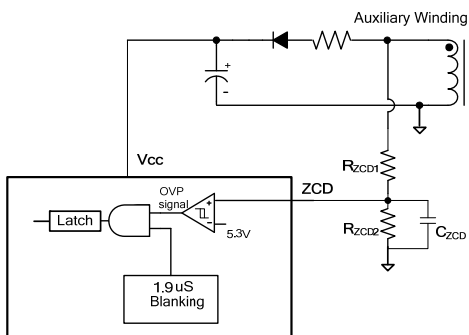 Auxiliary Winding
+
-
Vcc
RZCD1
ZCD
OVP
signal
Latch
+
-
5.3V
RZCD2
CZCD
1.9uS
Blanking